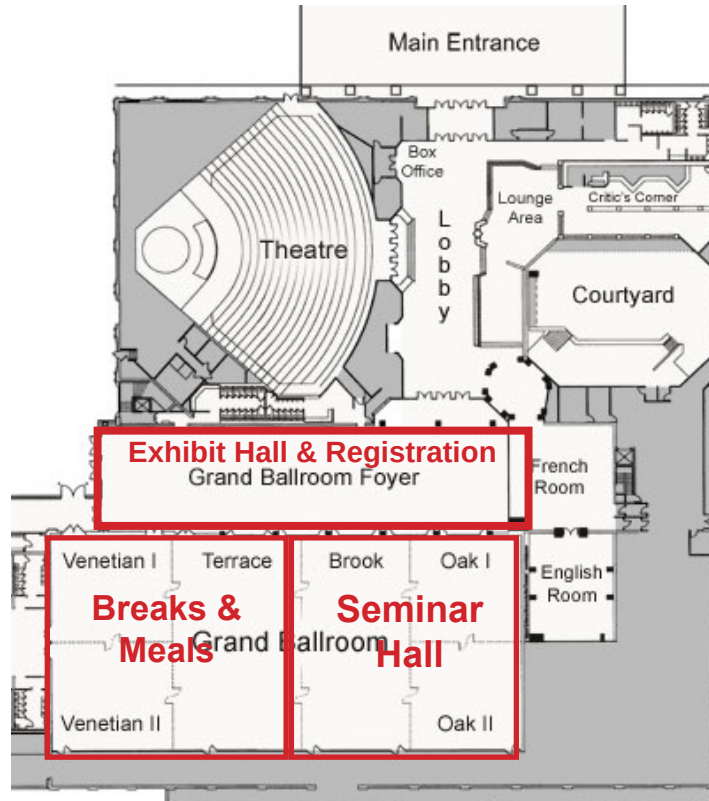 Main Entrance
Box
Office
Lounge
Area
Critic's Corner
L
o
b
b
y
Theatre
Courtyard
Exhibit Hall & Registration
Grand Ballroom Foyer
French
Room
Venetian I
Terrace
Brook
Oak I
English
Room
Breaks &
Meals
Seminar
Hall
Grand Ballroom
Venetian II
Oak II